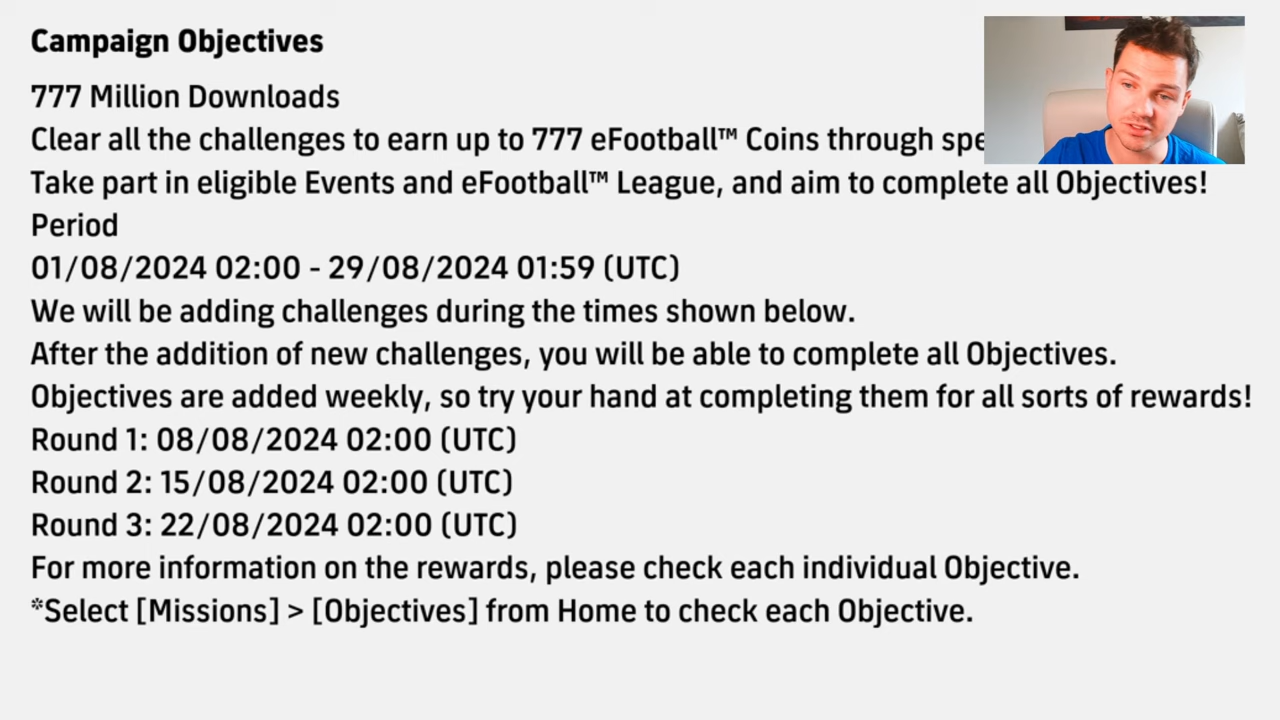 Campaign Objectives
777 Million Downloads
Clear all the challenges to earn up to 777 eFootball™ Coins through
Take part in eligible Events and eFootball™ League, and aim to complete all Objectives!
Period
01/08/2024 02:00 - 29/08/2024 01:59 (UTC)
We will be adding challenges during the times shown below.
After the addition of new challenges, you will be able to complete all Objectives.
Objectives are added weekly, so try your hand at completing them for all sorts of rewards!
Round 1: 08/08/2024 02:00 (UTC)
Round 2: 15/08/2024 02:00 (UTC)
Round 3: 22/08/2024 02:00 (UTC)
For more information on the rewards, please check each individual Objective.
*Select [Missions] > [Objectives] from Home to check each Objective.